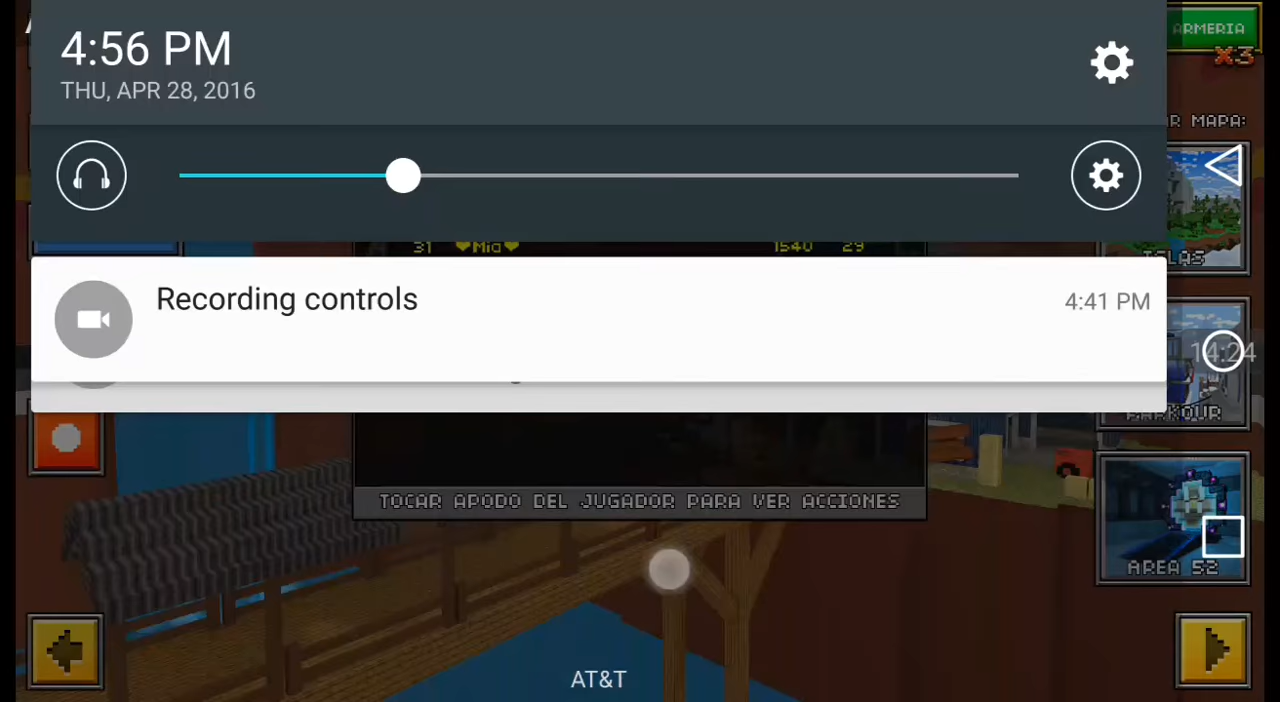 4:56 PM
THU, APR 28, 2016
ARMERIA
X3
R MAPA:
31 ♥Mia♥ 1540 29
ISLAS
Recording controls
4:41 PM
14:24
PARKOUR
TOCAR APODO DEL JUGADOR PARA VER ACCIONES
AREA 52
AT&T